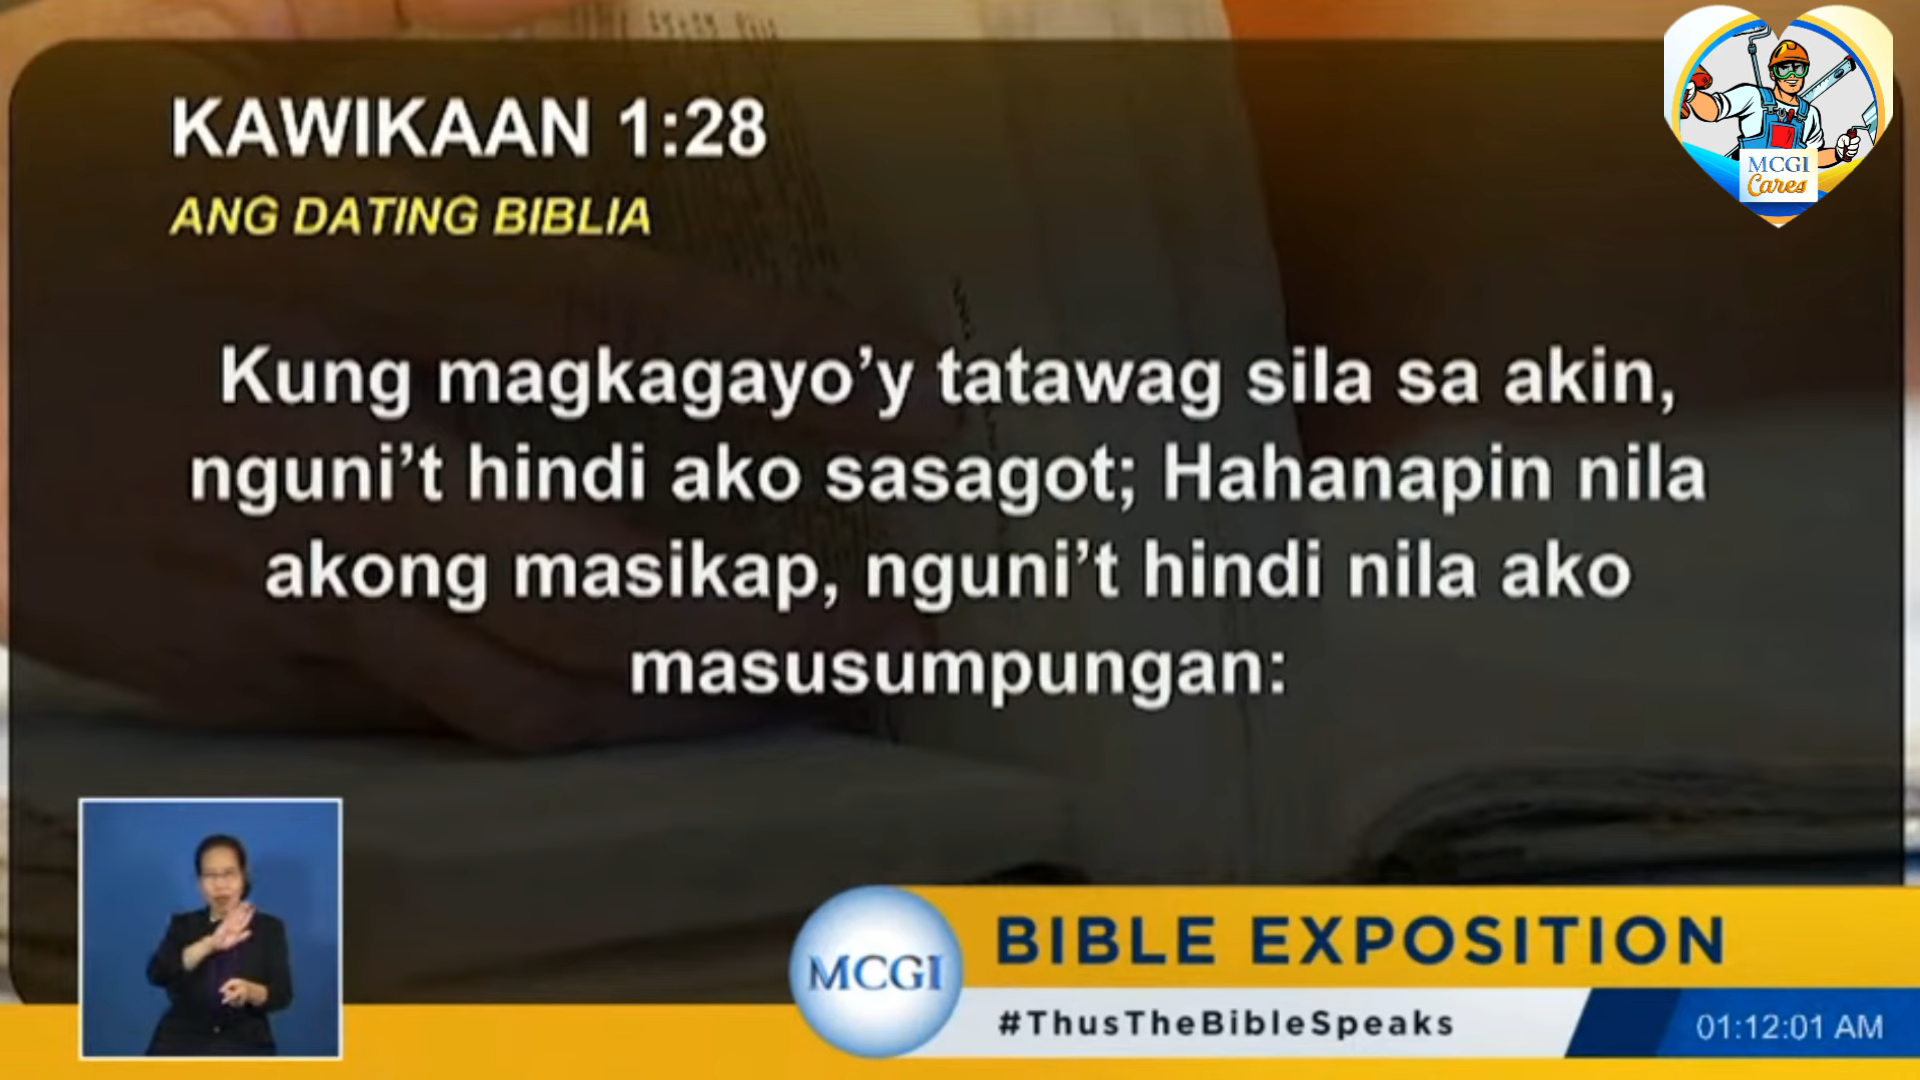 KAWIKAAN 1:28
ANG DATING BIBLIA
Kung magkagayo’y tatawag sila sa akin,
nguni’t hindi ako sasagot; Hahanapin nila
akong masikap, nguni’t hindi nila ako
masusumpungan:
MCGI
Cares
MCGI
BIBLE EXPOSITION
#ThusTheBibleSpeaks
01:12:01 AM